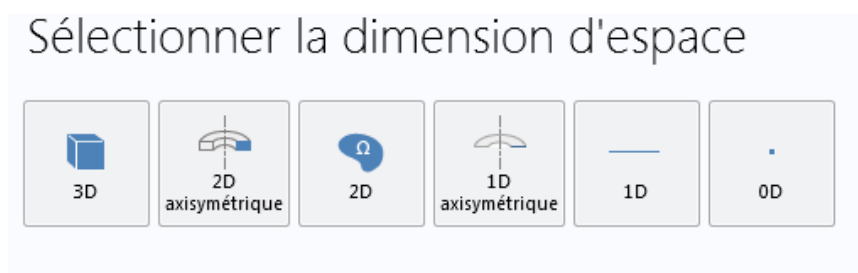 Sélectionner la dimension d'espace
3D
2D
axisymétrique
Ω
2D
1D
axisymétrique
1D
0D